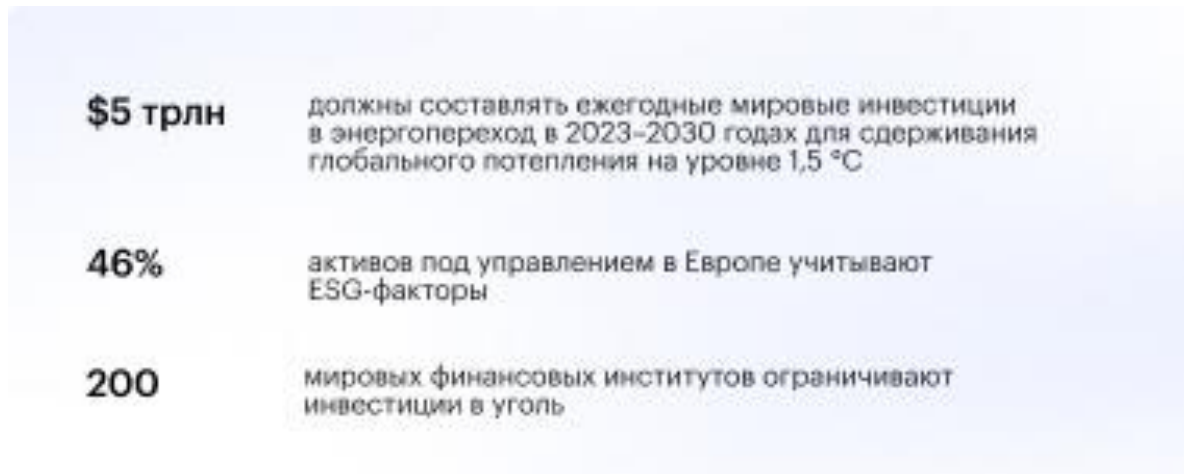 $5 трлн
должны составлять ежегодные мировые инвестиции
в энергопереход в 2023–2030 годах для сдерживания
глобального потепления на уровне 1,5 °C
46%
активов под управлением в Европе учитывают
ESG-факторы
200
мировых финансовых институтов ограничивают
инвестиции в уголь